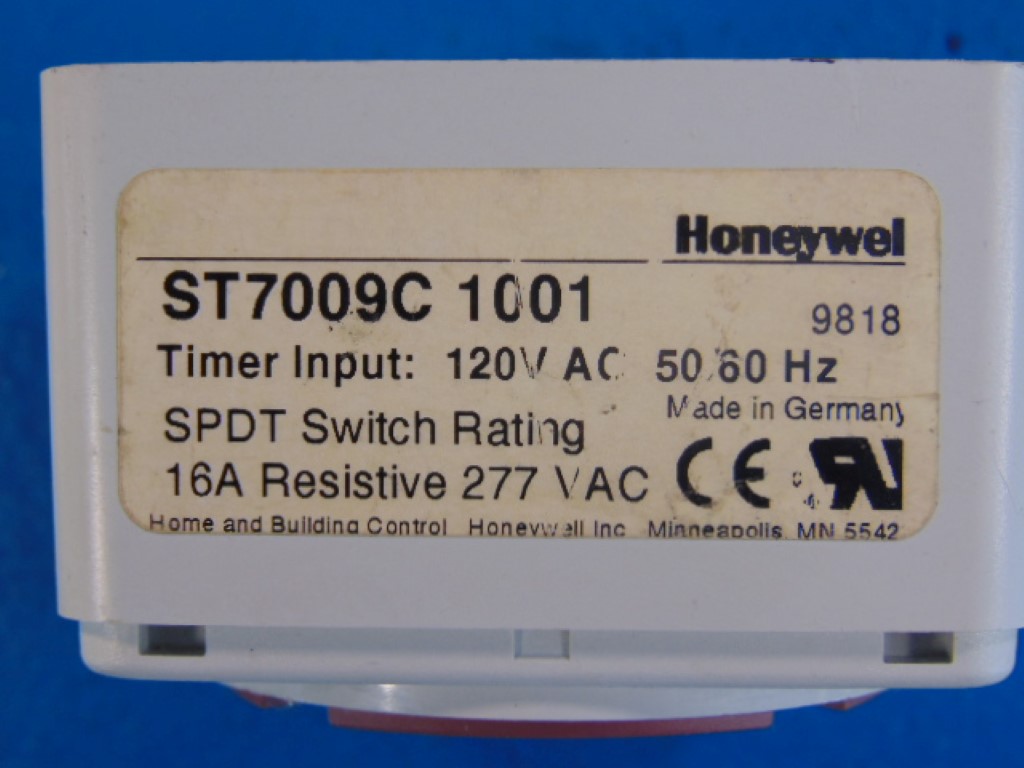 Honeywel
ST7009C 1001
9818
Timer Input: 120V AC 50/60 Hz
Made in Germany
SPDT Switch Rating
16A Resistive 277 VAC CE
Home and Building Control Honeywell Inc Minneapolis, MN 5542